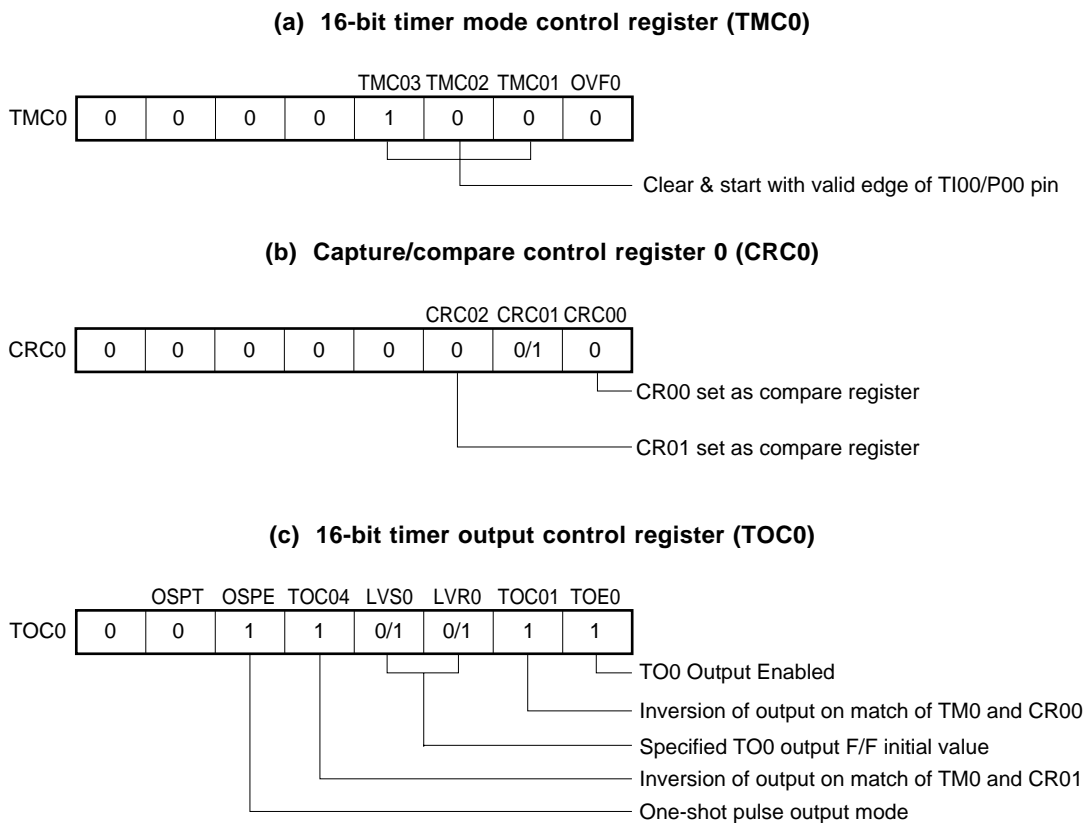 (a) 16-bit timer mode control register (TMC0)
TMC03 TMC02 TMC01 OVF0
TMC0 0 0 0 0 1 0 0 0
Clear & start with valid edge of TI00/P00 pin
(b) Capture/compare control register 0 (CRC0)
CRC02 CRC01 CRC00
CRC0 0 0 0 0 0 0 0/1 0
CR00 set as compare register
CR01 set as compare register
(c) 16-bit timer output control register (TOC0)
OSPT OSPE TOC04 LVS0 LVR0 TOC01 TOE0
TOC0 0 0 1 1 0/1 0/1 1 1
TO0 Output Enabled
Inversion of output on match of TM0 and CR00
Specified TO0 output F/F initial value
Inversion of output on match of TM0 and CR01
One-shot pulse output mode